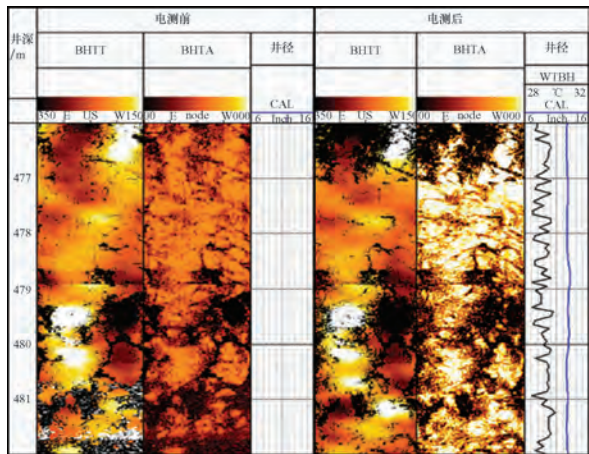 电测前 电测后
井深
/m
BHTT BHTA 井径 BHTT BHTA 井径
WTBH
28 ℃ 32
CAL CAL
350 E US W150 00 E node W000 6 Inch 16 350 E US W150 00 E node W000 6 Inch 16
477
478
479
480
481